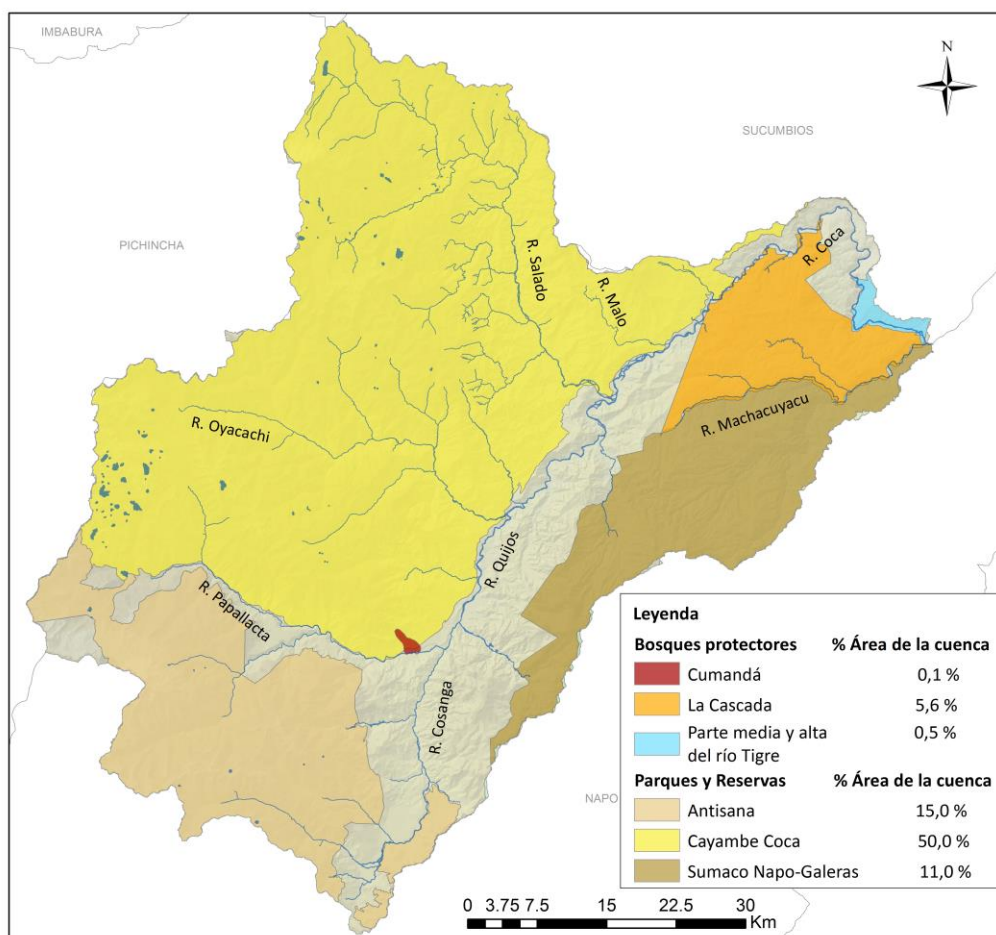 IMBABURA
N
SUCUMBIOS
PICHINCHA
R. Coca
R. Salado
R. Malo
R. Machacuyacu
R. Oyacachi
R. Quijos
R. Papallacta
R. Cosanga
NAPO
Leyenda
Bosques protectores % Área de la cuenca
Cumandá 0,1 %
La Cascada 5,6 %
Parte media y alta 0,5 %
del río Tigre
Parques y Reservas % Área de la cuenca
Antisana 15,0 %
Cayambe Coca 50,0 %
Sumaco Napo-Galeras 11,0 %
0 3.75 7.5 15 22.5 30
Km